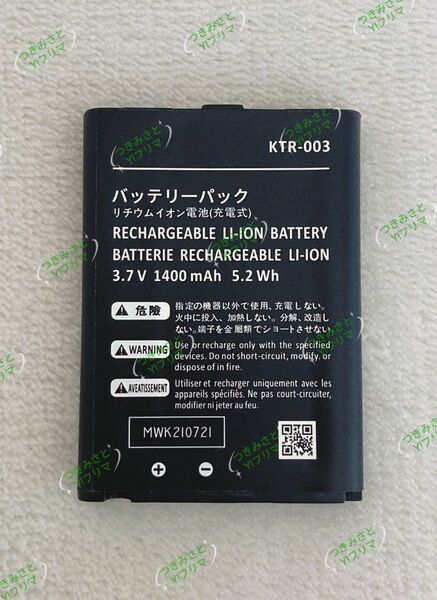 KTR-003
バッテリーパック
リチウムイオン電池(充電式)
RECHARGEABLE LI-ION BATTERY
BATTERIE RECHARGEABLE LI-ION
3.7 V 1400 mAh 5.2 Wh
危険
指定の機器以外で使用、充電しない。
火中に投入、加熱しない。分解、改造し
ない。端子を金属類でショートさせない
WARNING
Use or recharge only with the specified
devices. Do not short-circuit, modify. or
dispose of in fire.
AVEATISSEMENT
Utiliser et recharger uniquement avec les
appareils spécifiés. Ne pas court-circuiter,
modifier ni jeter au feu.
MWK210721
つきみさと
Y!フリマ